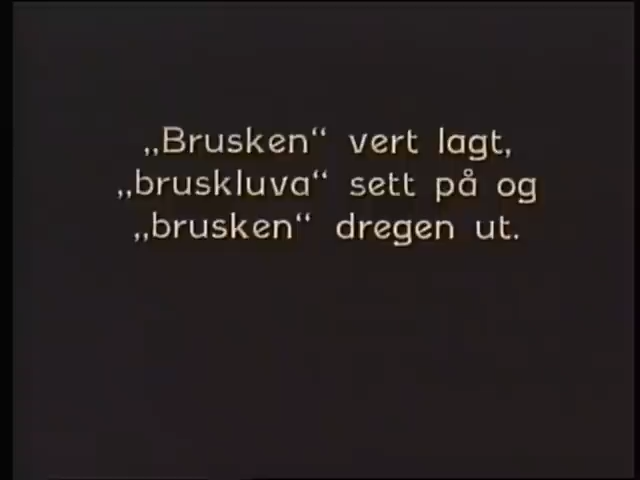 „Brusken“ vert lagt,
„bruskluva“ sett på og
„brusken“ dregen ut.